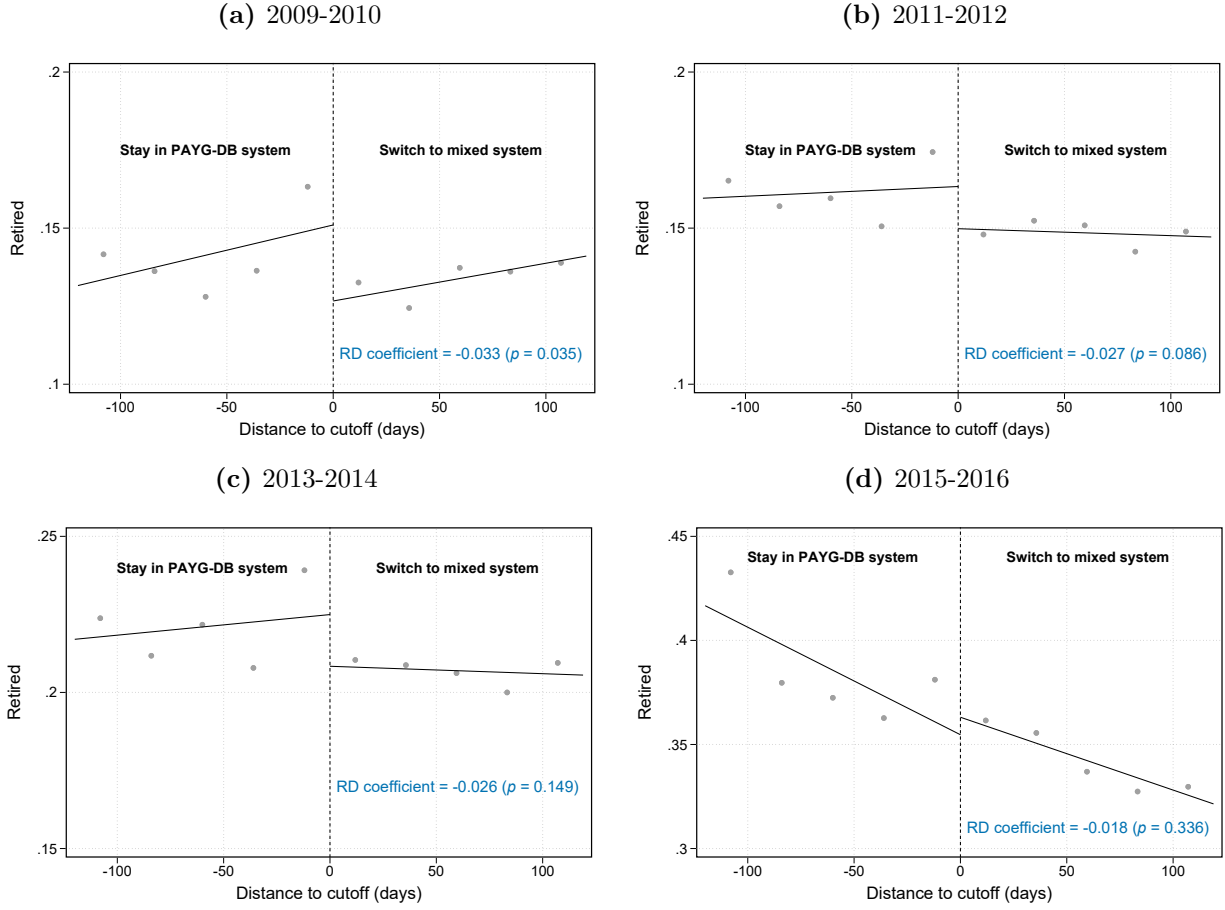 (a) 2009-2010
.2
.15
.1
Retired
Stay in PAYG-DB system
Switch to mixed system
RD coefficient = -0.033 (p = 0.035)
-100 -50 0 50 100
Distance to cutoff (days)
(b) 2011-2012
.2
.15
.1
Retired
Stay in PAYG-DB system
Switch to mixed system
RD coefficient = -0.027 (p = 0.086)
-100 -50 0 50 100
Distance to cutoff (days)
(c) 2013-2014
.25
.2
.15
Retired
Stay in PAYG-DB system
Switch to mixed system
RD coefficient = -0.026 (p = 0.149)
-100 -50 0 50 100
Distance to cutoff (days)
(d) 2015-2016
.45
.4
.35
.3
Retired
Stay in PAYG-DB system
Switch to mixed system
RD coefficient = -0.018 (p = 0.336)
-100 -50 0 50 100
Distance to cutoff (days)